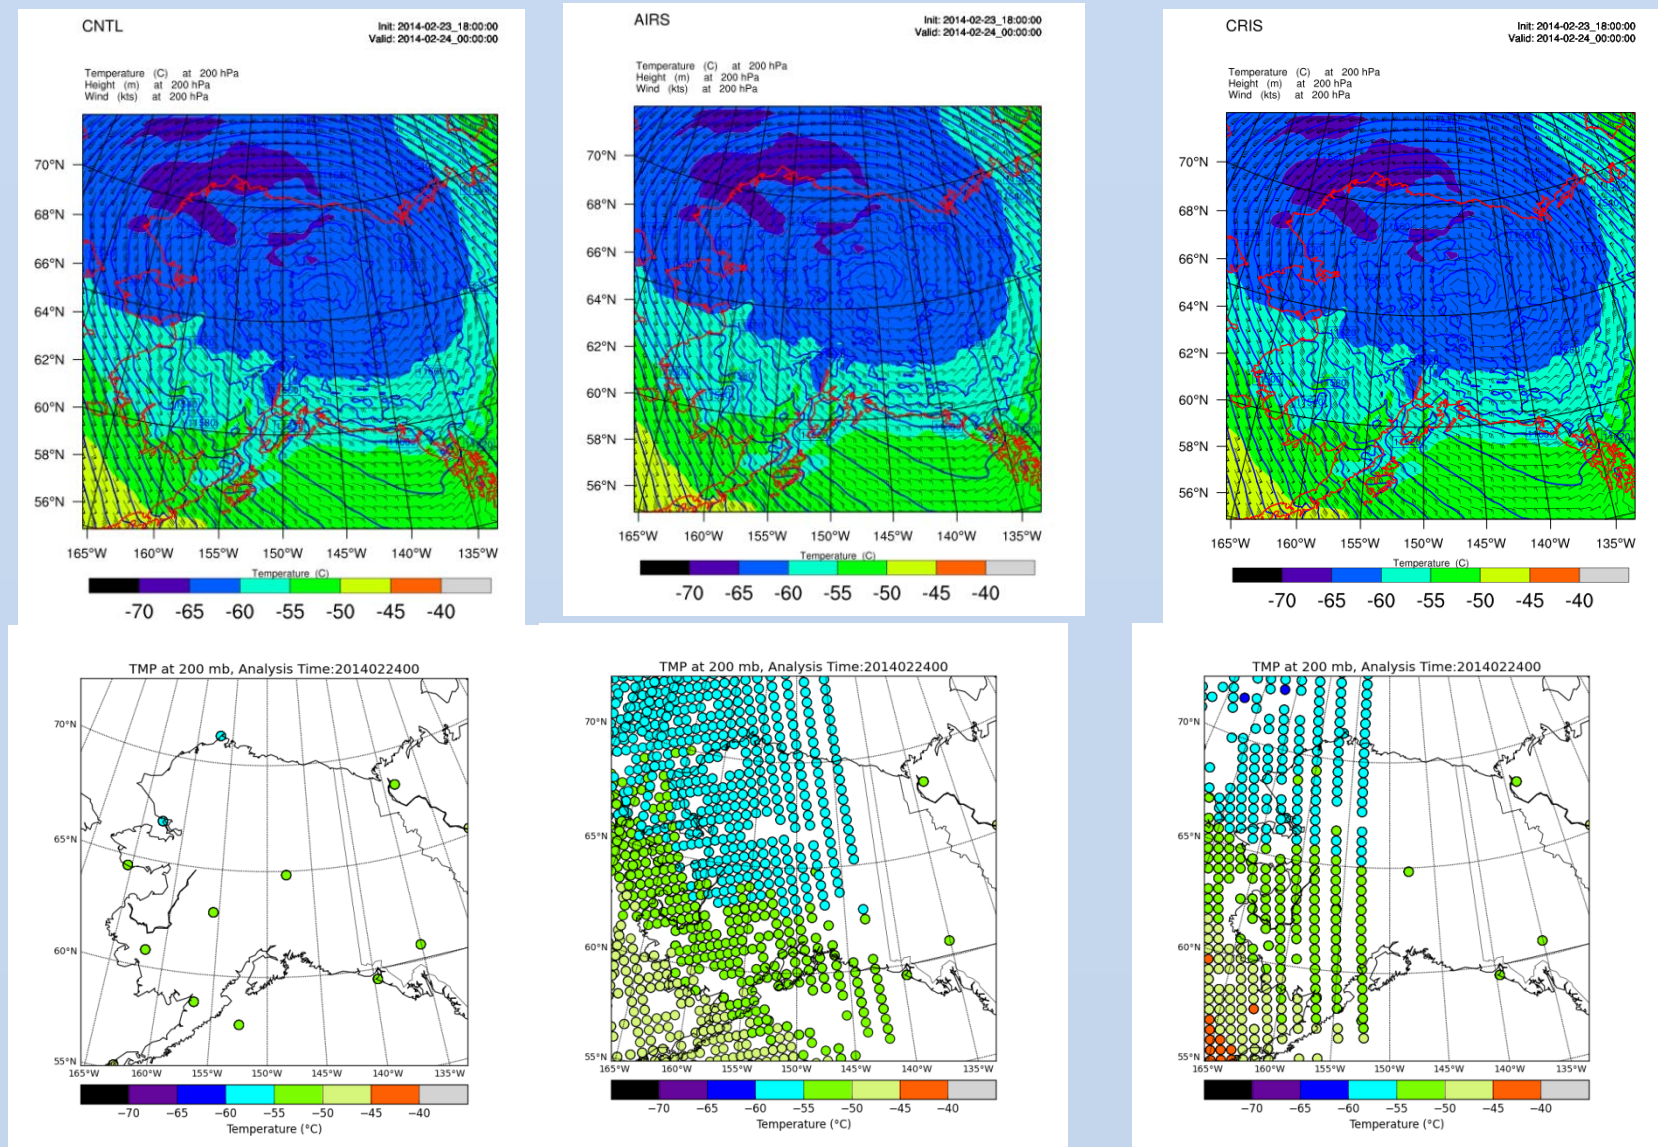 CNTL
Init: 2014-02-23_18:00:00
Valid: 2014-02-24_00:00:00
Temperature (C) at 200 hPa
Height (m) at 200 hPa
Wind (kts) at 200 hPa
70°N
68°N
66°N
64°N
62°N
60°N
58°N
56°N
165°W 160°W 155°W 150°W 145°W 140°W 135°W
Temperature (C)
-70 -65 -60 -55 -50 -45 -40
AIRS
Init: 2014-02-23_18:00:00
Valid: 2014-02-24_00:00:00
Temperature (C) at 200 hPa
Height (m) at 200 hPa
Wind (kts) at 200 hPa
70°N
68°N
66°N
64°N
62°N
60°N
58°N
56°N
165°W 160°W 155°W 150°W 145°W 140°W 135°W
Temperature (C)
-70 -65 -60 -55 -50 -45 -40
CRIS
Init: 2014-02-23_18:00:00
Valid: 2014-02-24_00:00:00
Temperature (C) at 200 hPa
Height (m) at 200 hPa
Wind (kts) at 200 hPa
70°N
68°N
66°N
64°N
62°N
60°N
58°N
56°N
165°W 160°W 155°W 150°W 145°W 140°W 135°W
Temperature (C)
-70 -65 -60 -55 -50 -45 -40
TMP at 200 mb, Analysis Time:2014022400
70°N
65°N
60°N
55°N
165°W 160°W 155°W 150°W 145°W 140°W 135°W
−70 −65 −60 −55 −50 −45 −40
Temperature (°C)
TMP at 200 mb, Analysis Time:2014022400
70°N
65°N
60°N
55°N
165°W 160°W 155°W 150°W 145°W 140°W 135°W
−70 −65 −60 −55 −50 −45 −40
Temperature (°C)
TMP at 200 mb, Analysis Time:2014022400
70°N
65°N
60°N
55°N
165°W 160°W 155°W 150°W 145°W 140°W 135°W
−70 −65 −60 −55 −50 −45 −40
Temperature (°C)